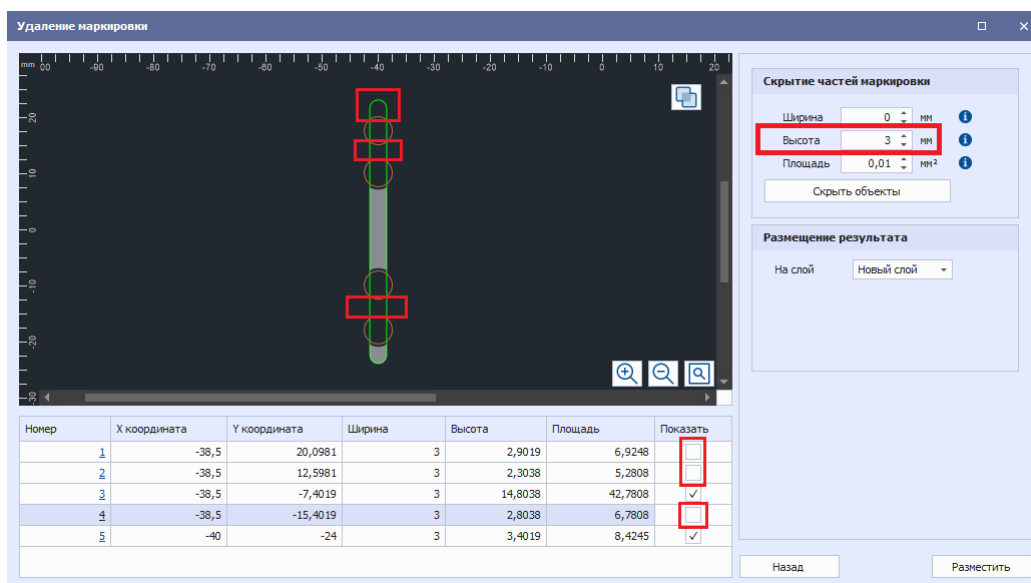 Удаление маркировки
mm 00 -90 -80 -70 -60 -50 -40 -30 -20 -10 0 10 20
20
10
0
-10
-20
-30
Скрытие частей маркировки
Ширина 0 мм
Высота 3 мм
Площадь 0,01 мм²
Скрыть объекты
Размещение результата
На слой Новый слой
Номер X координата Y координата Ширина Высота Площадь Показать
1 -38,5 20,0981 3 2,9019 6,9248
2 -38,5 12,5981 3 2,3038 5,2808
3 -38,5 -7,4019 3 14,8038 42,7808
4 -38,5 -15,4019 3 2,8038 6,7808
5 -40 -24 3 3,4019 8,4245
Назад Разместить